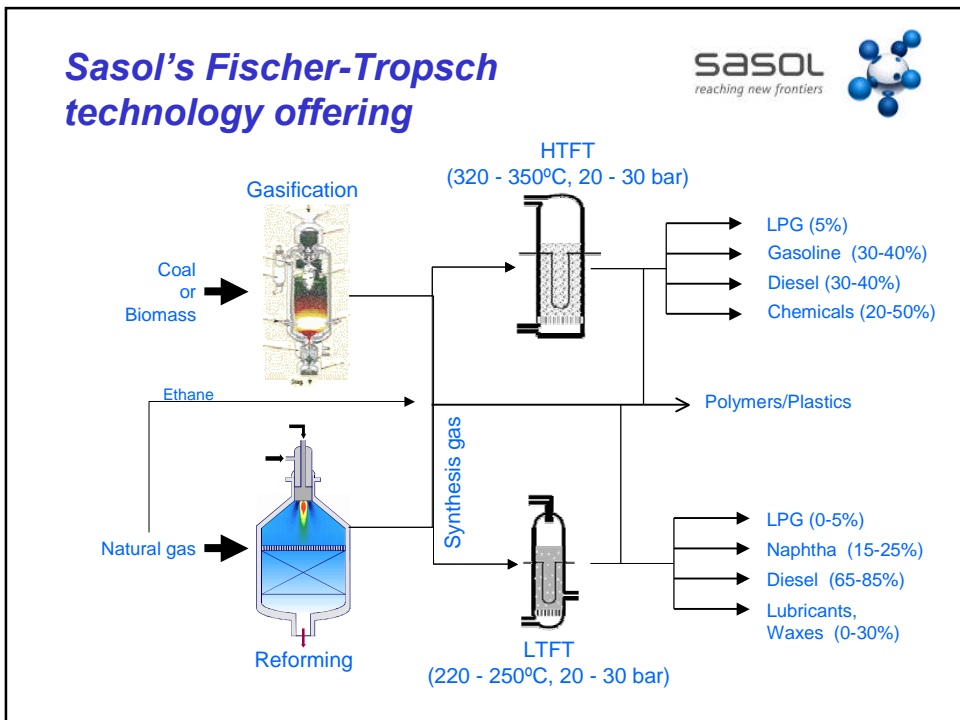 Sasol's Fischer-Tropsch
technology offering
sasol
reaching new frontiers
HTFT
(320 - 350ºC, 20 - 30 bar)
Gasification
Coal
or
Biomass
LPG (5%)
Gasoline (30-40%)
Diesel (30-40%)
Chemicals (20-50%)
Ethane
Polymers/Plastics
Synthesis gas
Natural gas
Reforming
LPG (0-5%)
Naphtha (15-25%)
Diesel (65-85%)
Lubricants,
Waxes (0-30%)
LTFT
(220 - 250ºC, 20 - 30 bar)